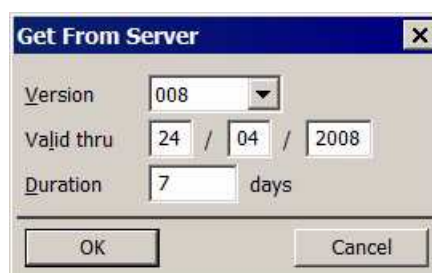 Get From Server
Version 008
Valid thru 24 / 04 / 2008
Duration 7 days
OK Cancel